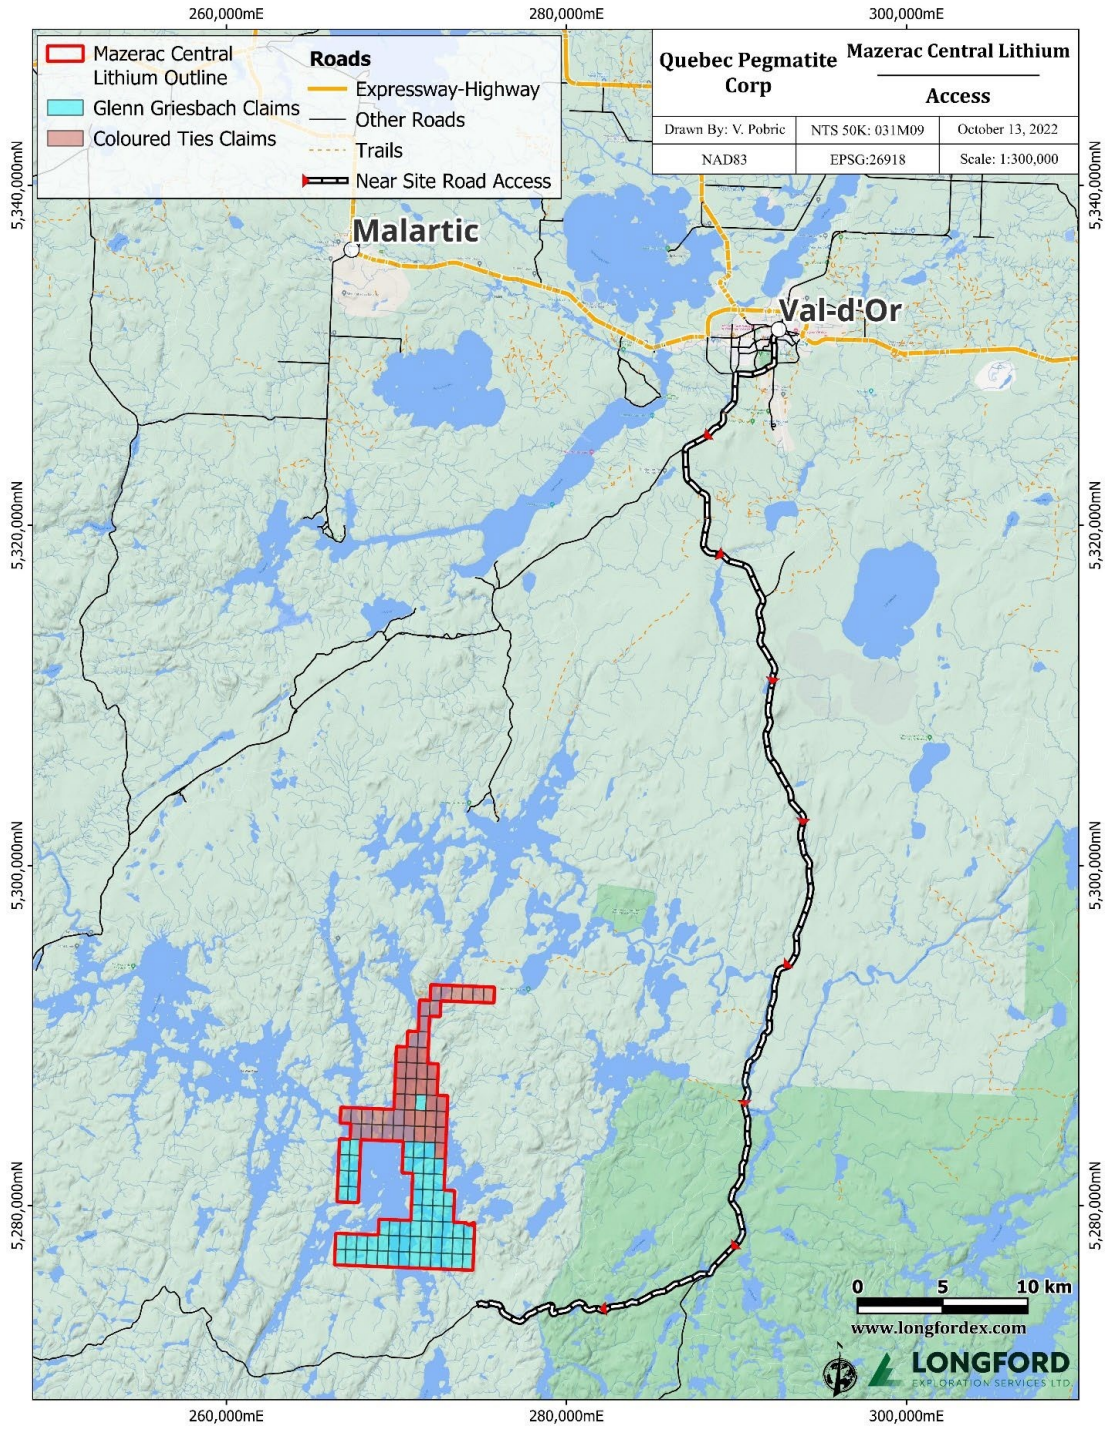 260,000mE
280,000mE
300,000mE
Mazerac Central
Lithium Outline
Glenn Griesbach Claims
Coloured Ties Claims
Roads
Expressway-Highway
Other Roads
Trails
Near Site Road Access
Quebec Pegmatite
Corp
Mazerac Central Lithium
Access
Drawn By: V. Pobric
NTS 50K: 031M09
October 13, 2022
NAD83
EPSG:26918
Scale: 1:300,000
5,340,000mN
5,340,000mN
Malartic
Val-d'Or
5,320,000mN
5,320,000mN
5,300,000mN
5,300,000mN
5,280,000mN
5,280,000mN
0 5 10 km
www.longfordex.com
LONGFORD
EXPLORATION SERVICES LTD.
260,000mE
280,000mE
300,000mE